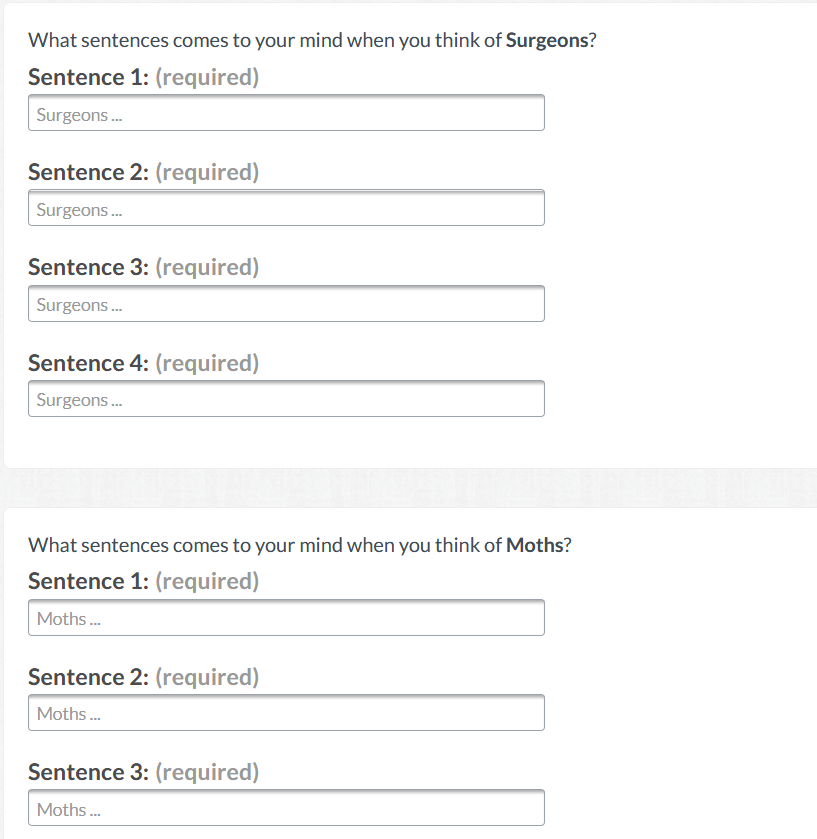 What sentences comes to your mind when you think of Surgeons?
Sentence 1: (required)
Surgeons ...
Sentence 2: (required)
Surgeons ...
Sentence 3: (required)
Surgeons ...
Sentence 4: (required)
Surgeons ...
What sentences comes to your mind when you think of Moths?
Sentence 1: (required)
Moths ...
Sentence 2: (required)
Moths ...
Sentence 3: (required)
Moths ...